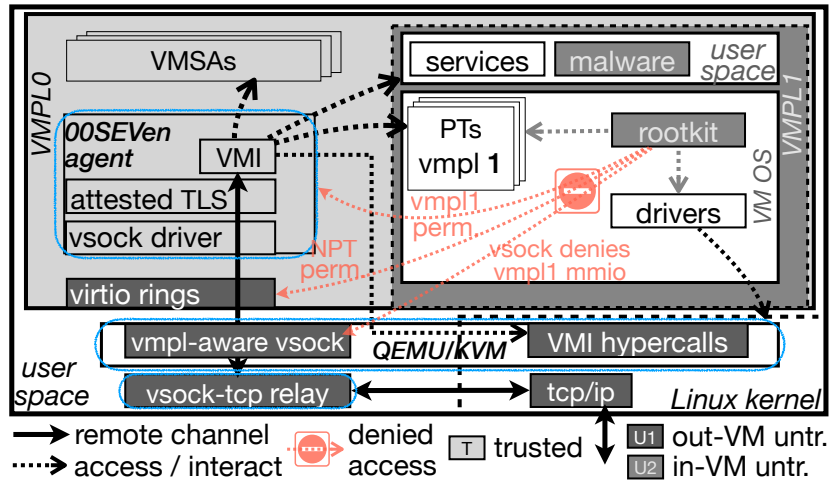 VMPL0
VMSAs
00SEVen
agent
VMI
attested TLS
vsock driver
virtio rings
services
malware
user
space
VMPL1
PTs
vmpl 1
rootkit
drivers
VM OS
vmpl1
perm
NPT
perm.
vsock denies
vmpl1 mmio
vmpl-aware vsock
QEMU/KVM
VMI hypercalls
user
space
vsock-tcp relay
tcp/ip
Linux kernel
remote channel
access / interact
denied
access
T trusted
U1 out-VM untr.
U2 in-VM untr.